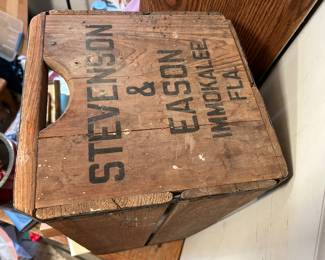 STEVENSON
&
EASON
IMMOKALEE,
FLA.